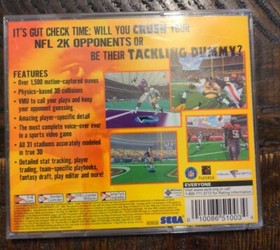 IT'S GUT CHECK TIME: WILL YOU CRUSH YOUR
NFL 2K OPPONENTS OR
BE THEIR TACKLING DUMMY?
FEATURES
• Over 1,500 motion-captured moves
• Physics-based 3D collisions
• VMU to call your plays and keep
your opponent guessing
• Amazing player-specific detail
• The most complete voice-over ever
in a sports video game
• All 31 stadiums accurately modeled
in true 3D
• Detailed stat tracking, player
trading, team-specific playbooks,
fantasy draft, play editor and more!
EVERYONE
PLAYERS
SEGA
10086 51003